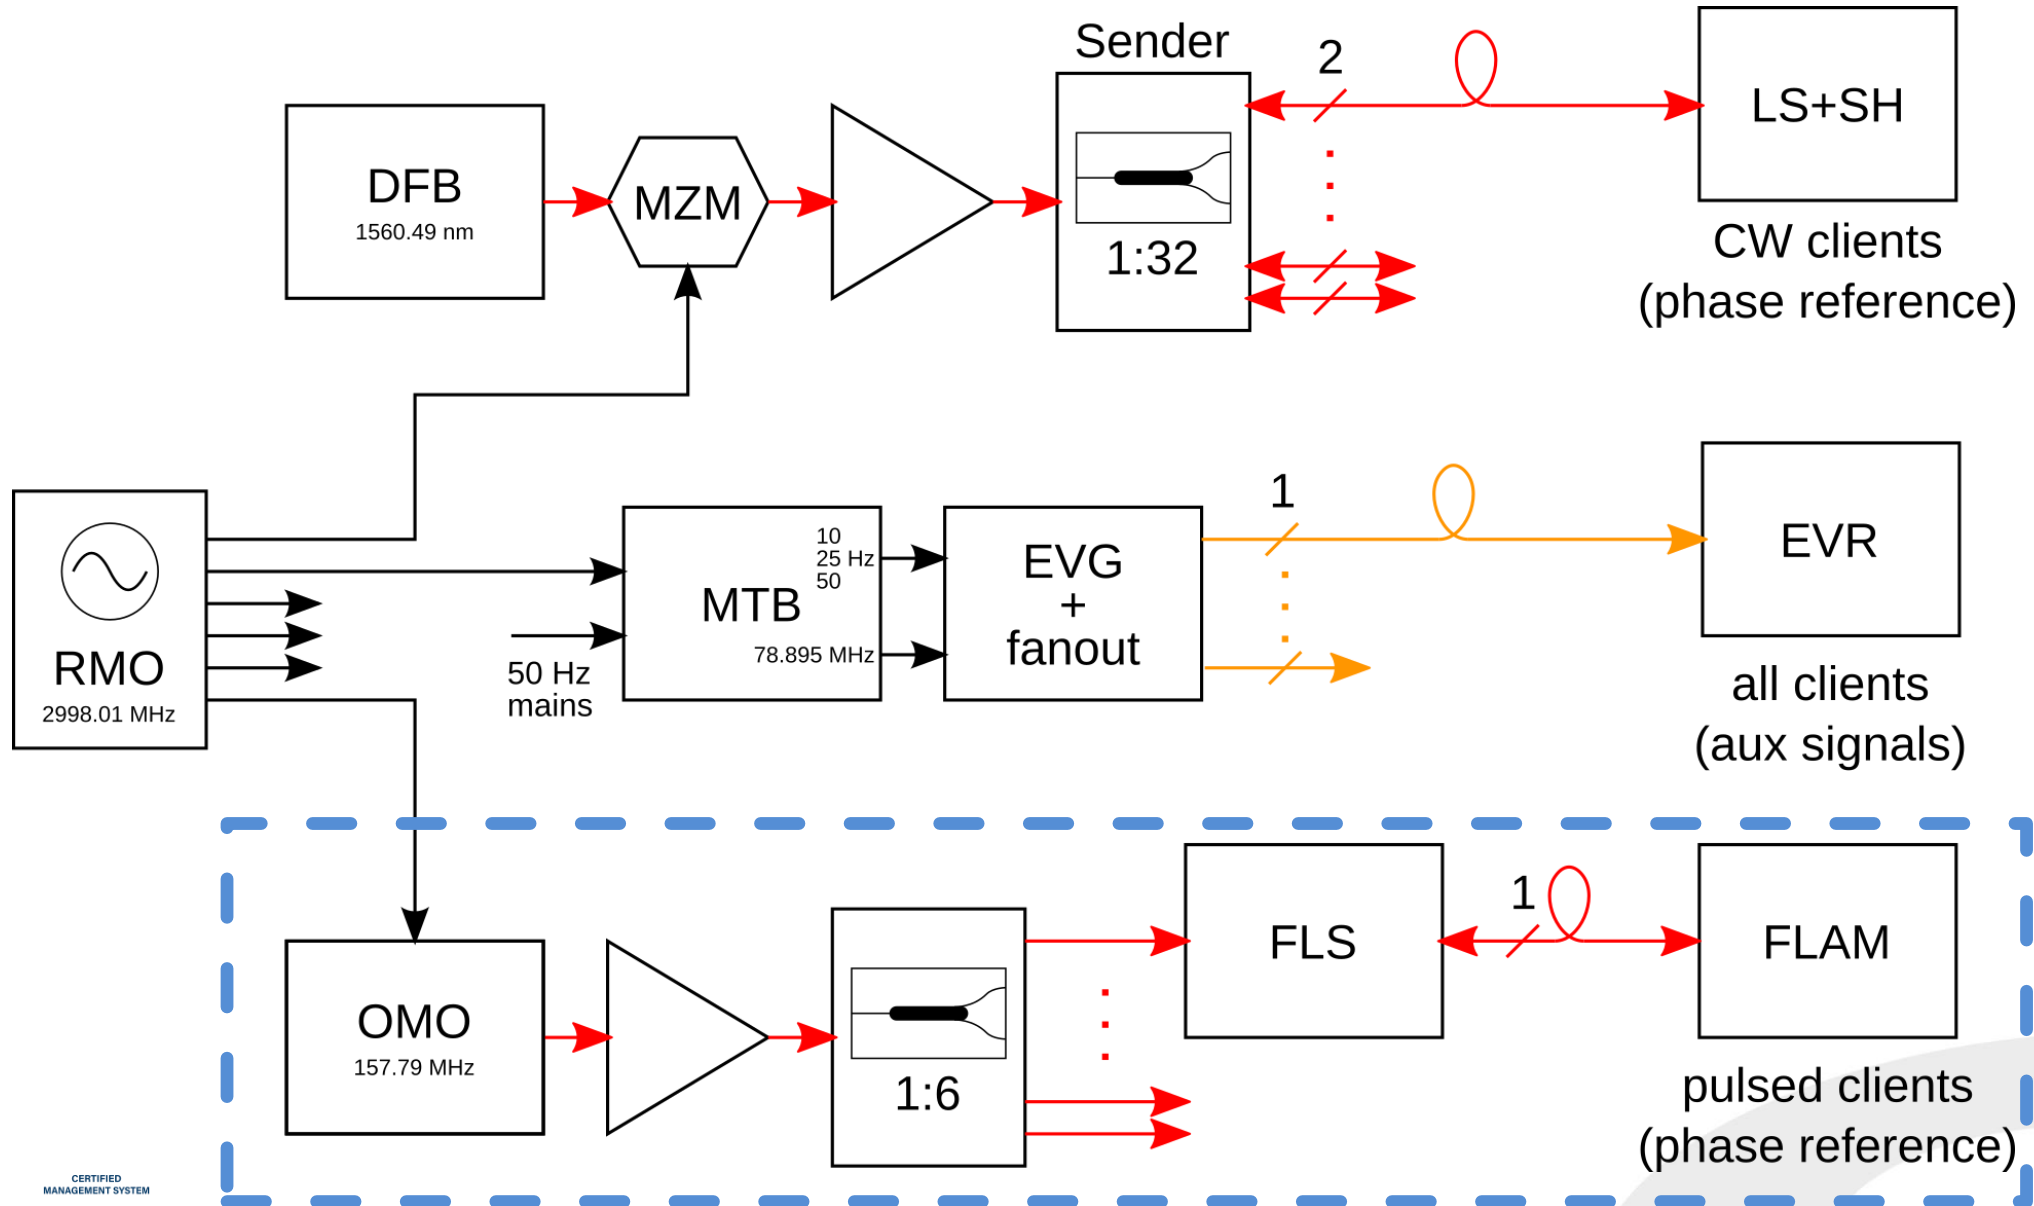 Sender
2
DFB
1560.49 nm
MZM
1:32
LS+SH
CW clients
(phase reference)
RMO
2998.01 MHz
50 Hz
mains
MTB
10
25 Hz
50
78.895 MHz
EVG
+
fanout
1
EVR
all clients
(aux signals)
OMO
157.79 MHz
1:6
FLS
1
FLAM
pulsed clients
(phase reference)
CERTIFIED
MANAGEMENT SYSTEM